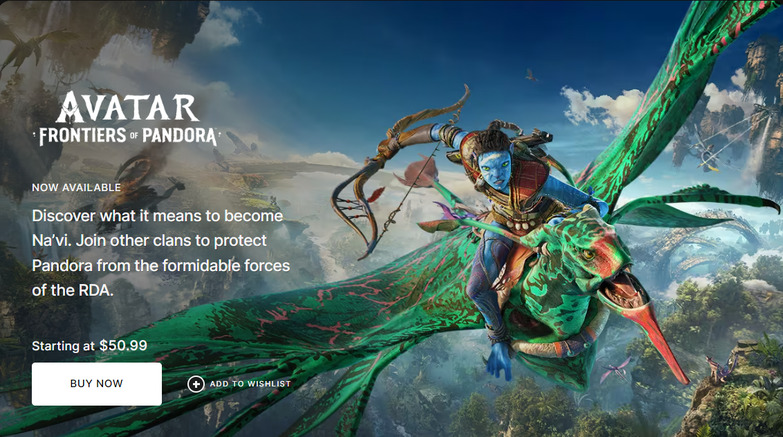 AVATAR
FRONTIERS OF PANDORA
NOW AVAILABLE
Discover what it means to become
Na'vi. Join other clans to protect
Pandora from the formidable forces
of the RDA.
Starting at $50.99
BUY NOW
ADD TO WISHLIST